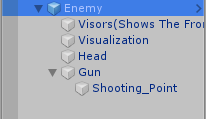 Enemy
Visors(Shows The Fro
Visualization
Head
Gun
Shooting_Point